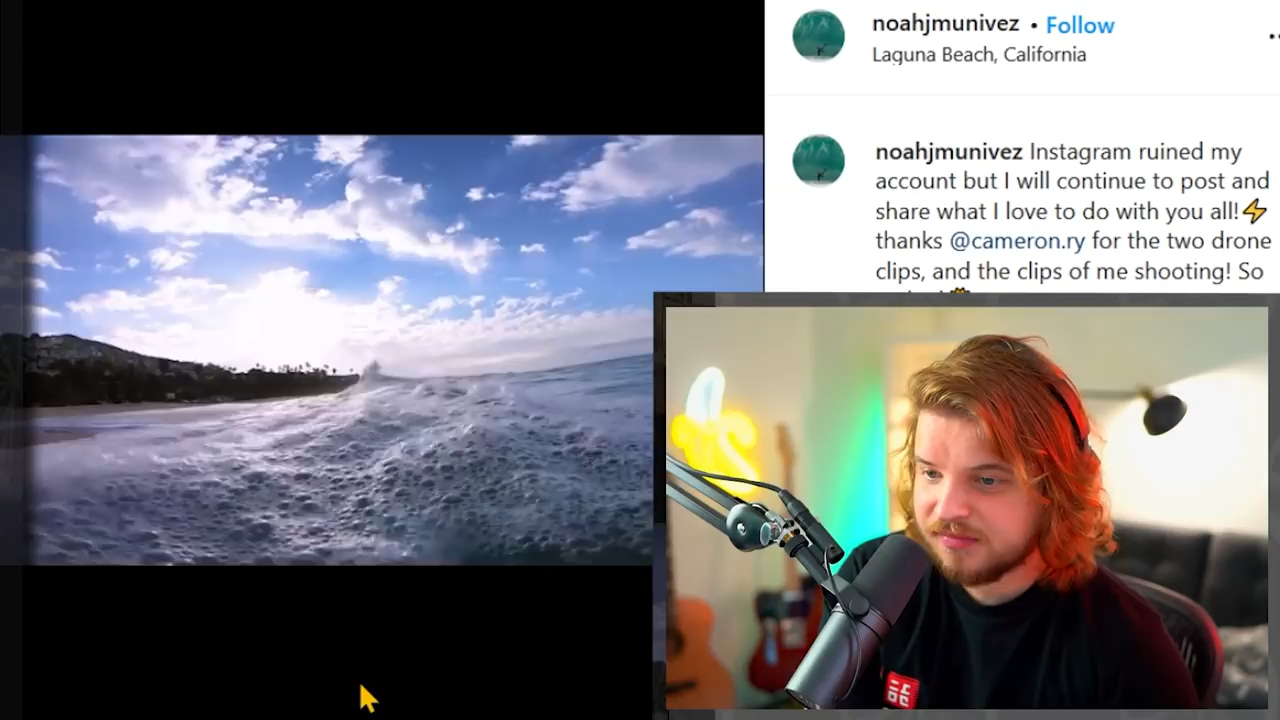 noahjmunivez • Follow
Laguna Beach, California
noahjmunivez Instagram ruined my
account but I will continue to post and
share what I love to do with you all!⚡
thanks @cameron.ry for the two drone
clips, and the clips of me shooting! So